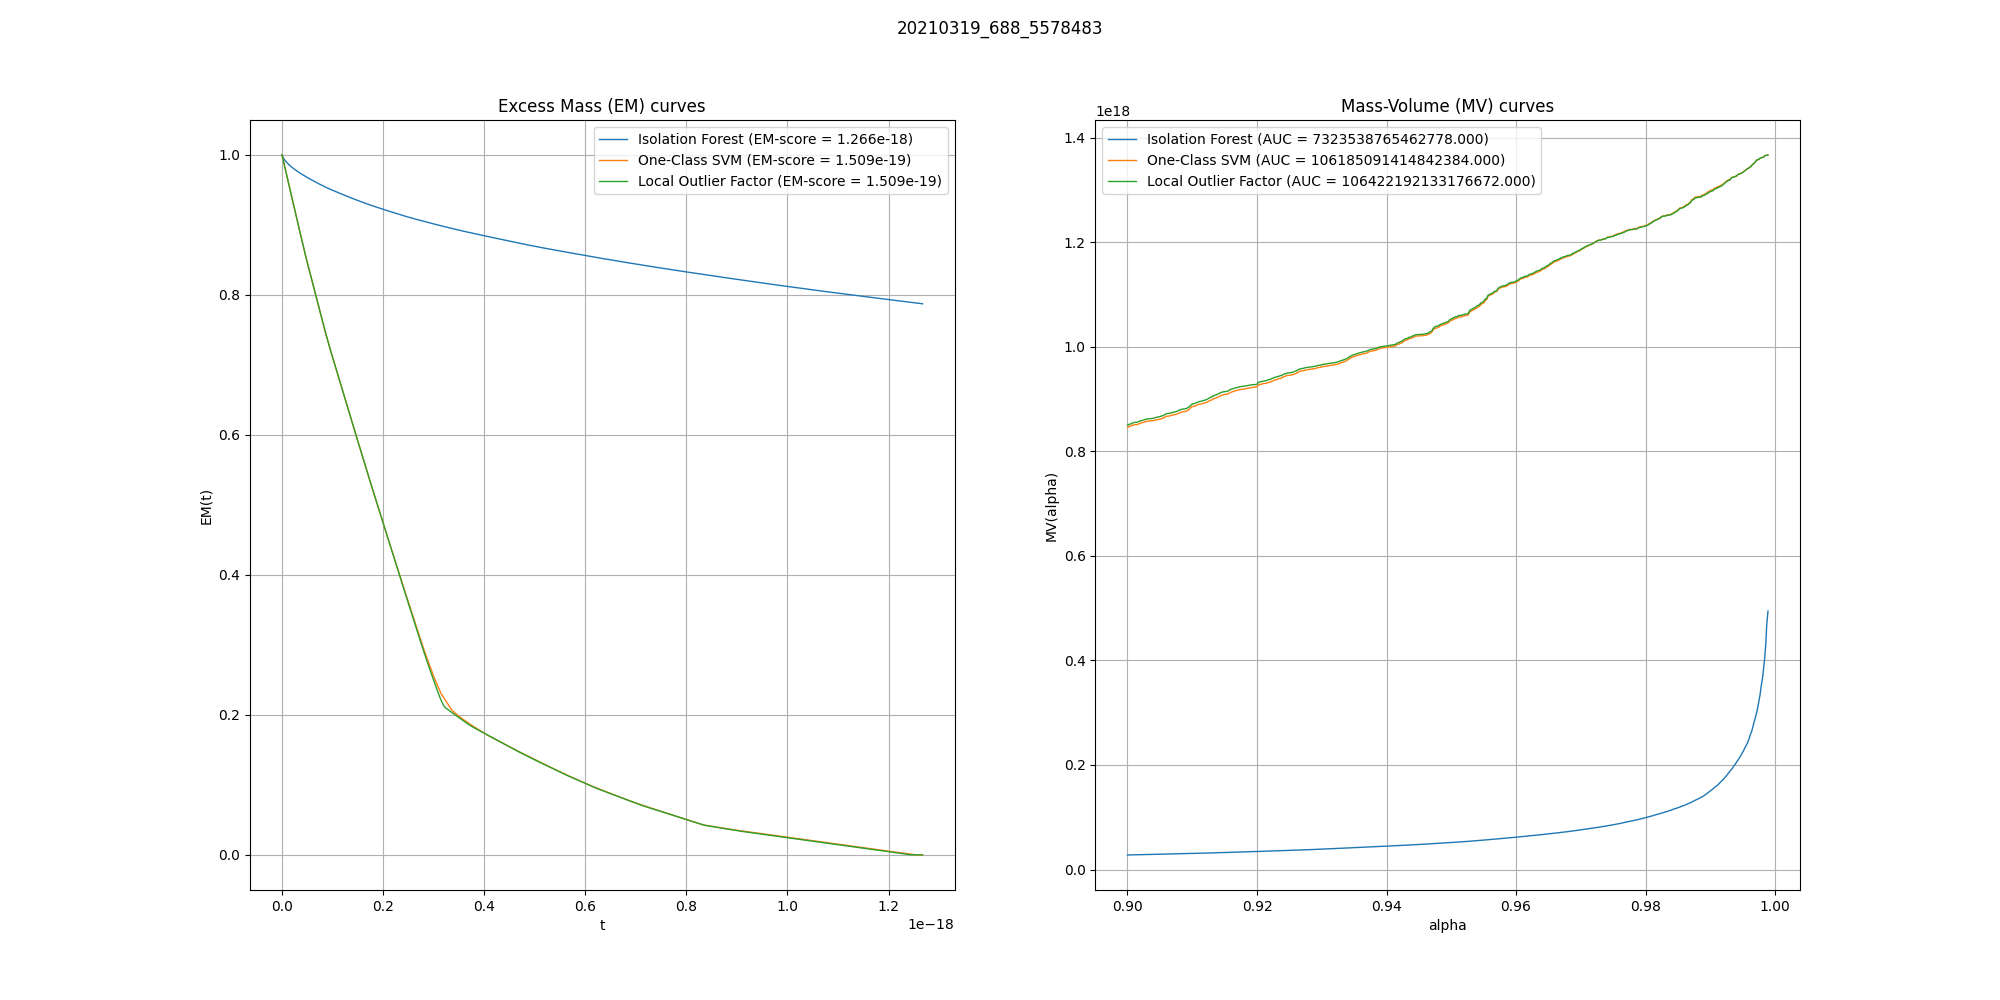 20210319_688_5578483
Excess Mass (EM) curves
Isolation Forest (EM-score = 1.266e-18)
One-Class SVM (EM-score = 1.509e-19)
Local Outlier Factor (EM-score = 1.509e-19)
1.0
0.8
0.6
0.4
0.2
0.0
EM(t)
0.0 0.2 0.4 0.6 0.8 1.0 1.2
1e−18
t
Mass-Volume (MV) curves
1e18
Isolation Forest (AUC = 7323538765462778.000)
One-Class SVM (AUC = 106185091414842384.000)
Local Outlier Factor (AUC = 106422192133176672.000)
1.4
1.2
1.0
0.8
0.6
0.4
0.2
0.0
MV(alpha)
0.90 0.92 0.94 0.96 0.98 1.00
alpha